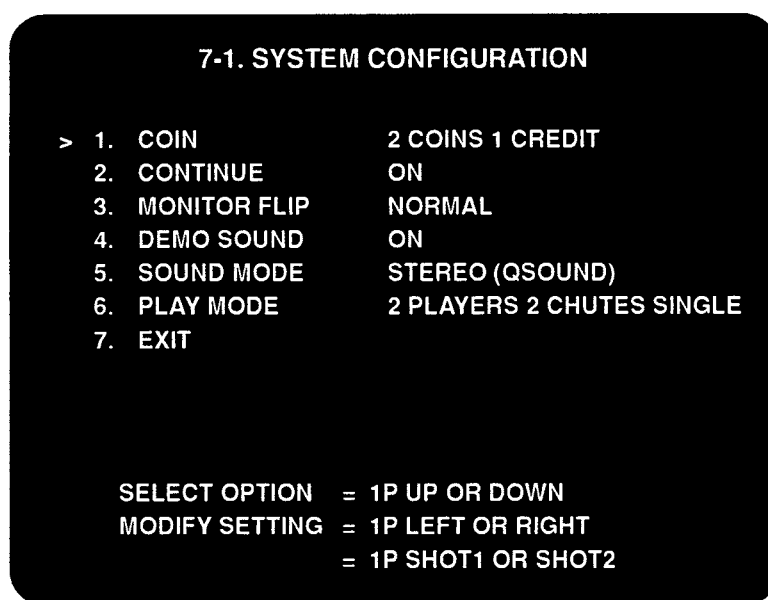 7-1. SYSTEM CONFIGURATION
> 1. COIN 2 COINS 1 CREDIT
2. CONTINUE ON
3. MONITOR FLIP NORMAL
4. DEMO SOUND ON
5. SOUND MODE STEREO (QSOUND)
6. PLAY MODE 2 PLAYERS 2 CHUTES SINGLE
7. EXIT
SELECT OPTION = 1P UP OR DOWN
MODIFY SETTING = 1P LEFT OR RIGHT
= 1P SHOT1 OR SHOT2